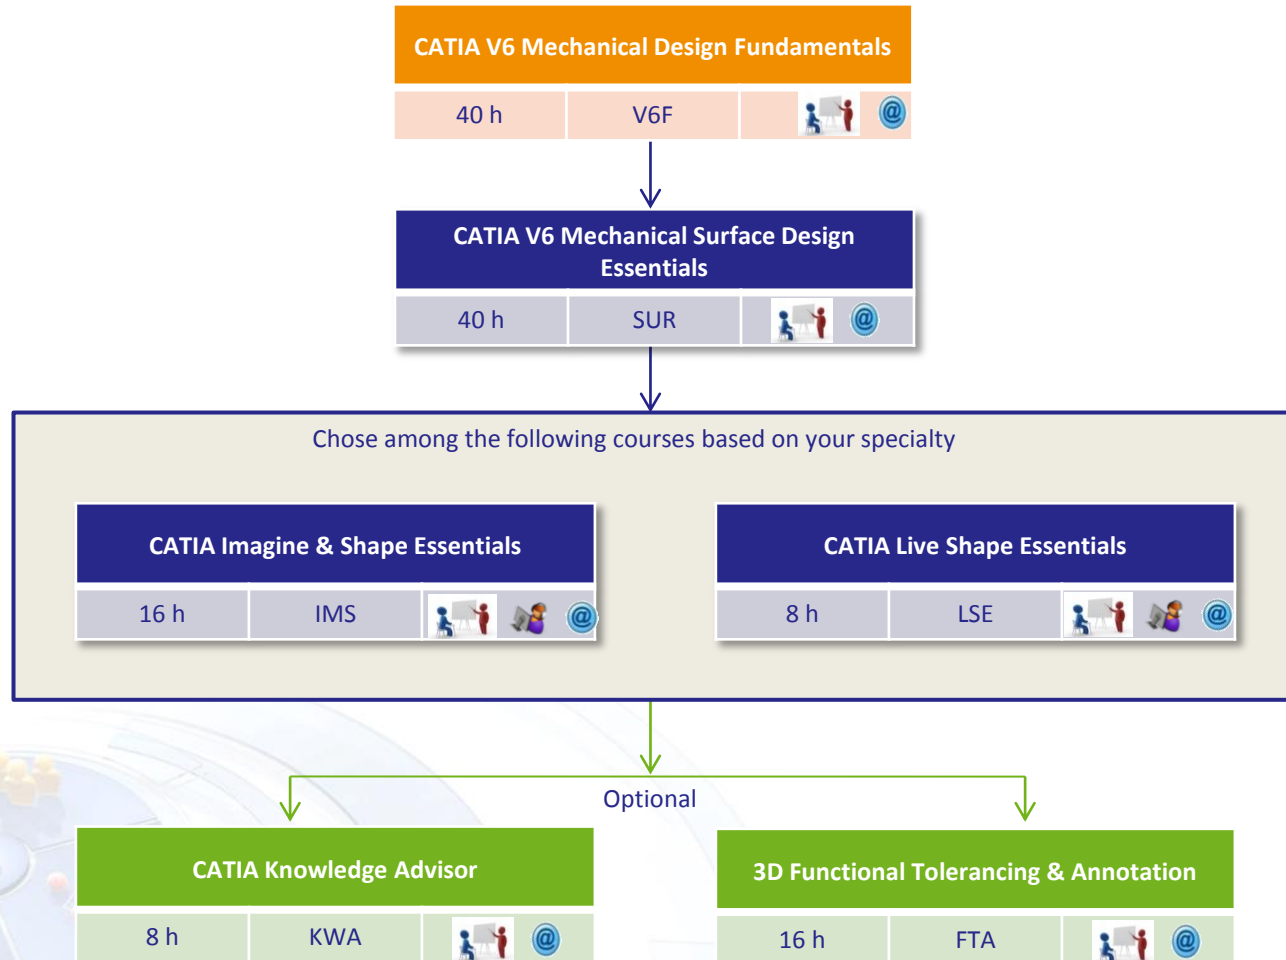 CATIA V6 Mechanical Design Fundamentals
40 h V6F @
CATIA V6 Mechanical Surface Design
Essentials
40 h SUR @
Chose among the following courses based on your specialty
CATIA Imagine & Shape Essentials
16 h IMS @
CATIA Live Shape Essentials
8 h LSE @
Optional
CATIA Knowledge Advisor
8 h KWA @
3D Functional Tolerancing & Annotation
16 h FTA @